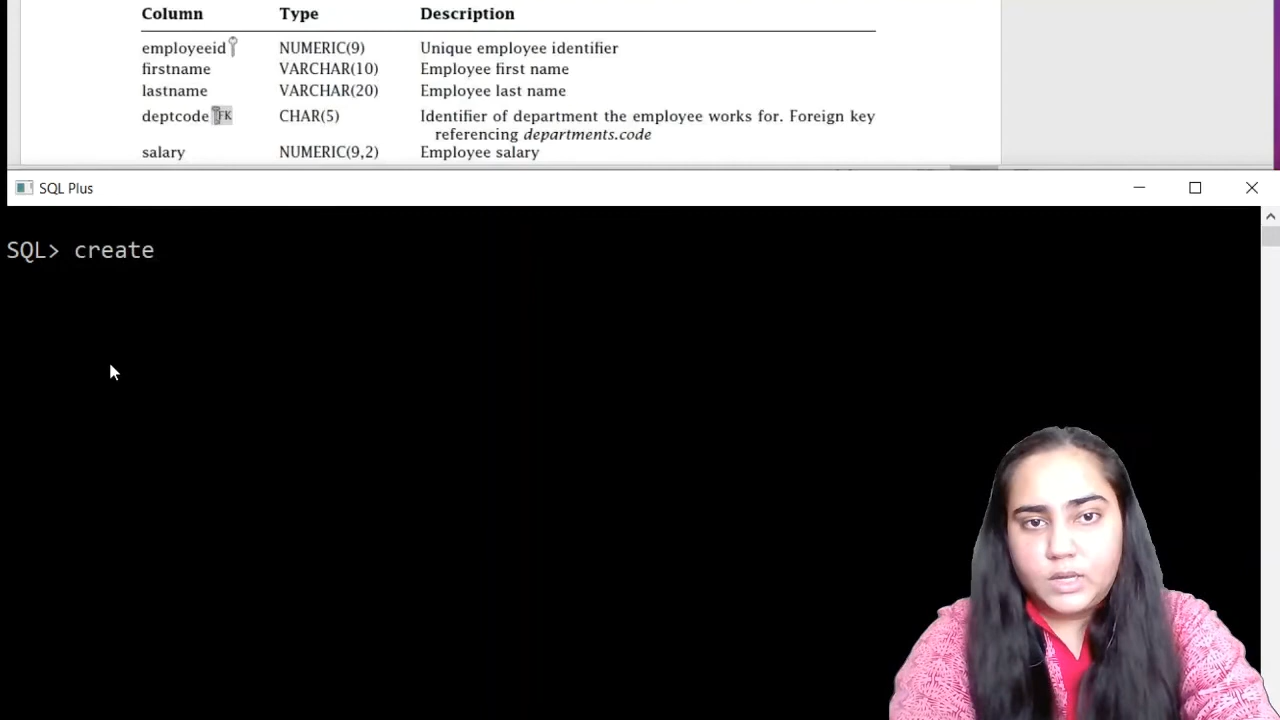 Column Type Description
employeeid NUMERIC(9) Unique employee identifier
firstname VARCHAR(10) Employee first name
lastname VARCHAR(20) Employee last name
deptcode FK CHAR(5) Identifier of department the employee works for. Foreign key
referencing departments.code
salary NUMERIC(9,2) Employee salary
SQL Plus
SQL> create